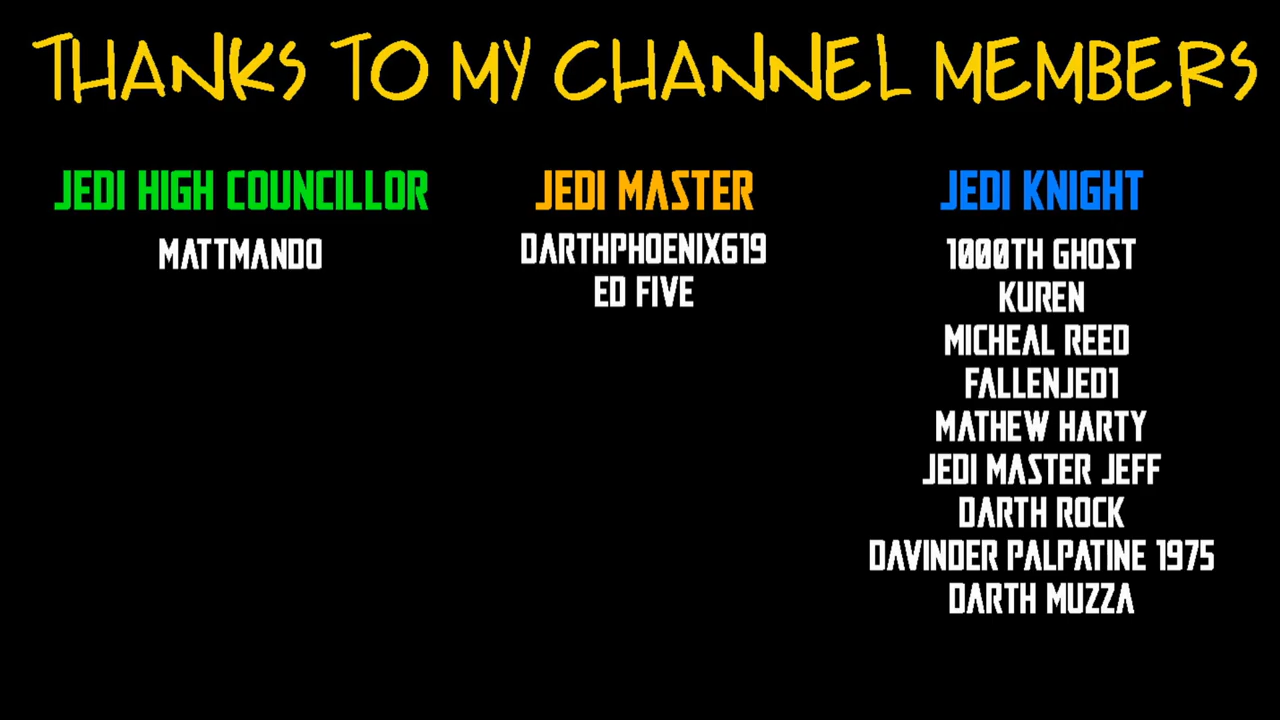 THANKS TO MY CHANNEL MEMBERS
JEDI HIGH COUNCILLOR
MATTMANDO
JEDI MASTER
DARTHPHOENIX619
ED FIVE
JEDI KNIGHT
1000TH GHOST
KUREN
MICHEAL REED
FALLENJED1
MATHEW HARTY
JEDI MASTER JEFF
DARTH ROCK
DAVINDER PALPATINE 1975
DARTH MUZZA